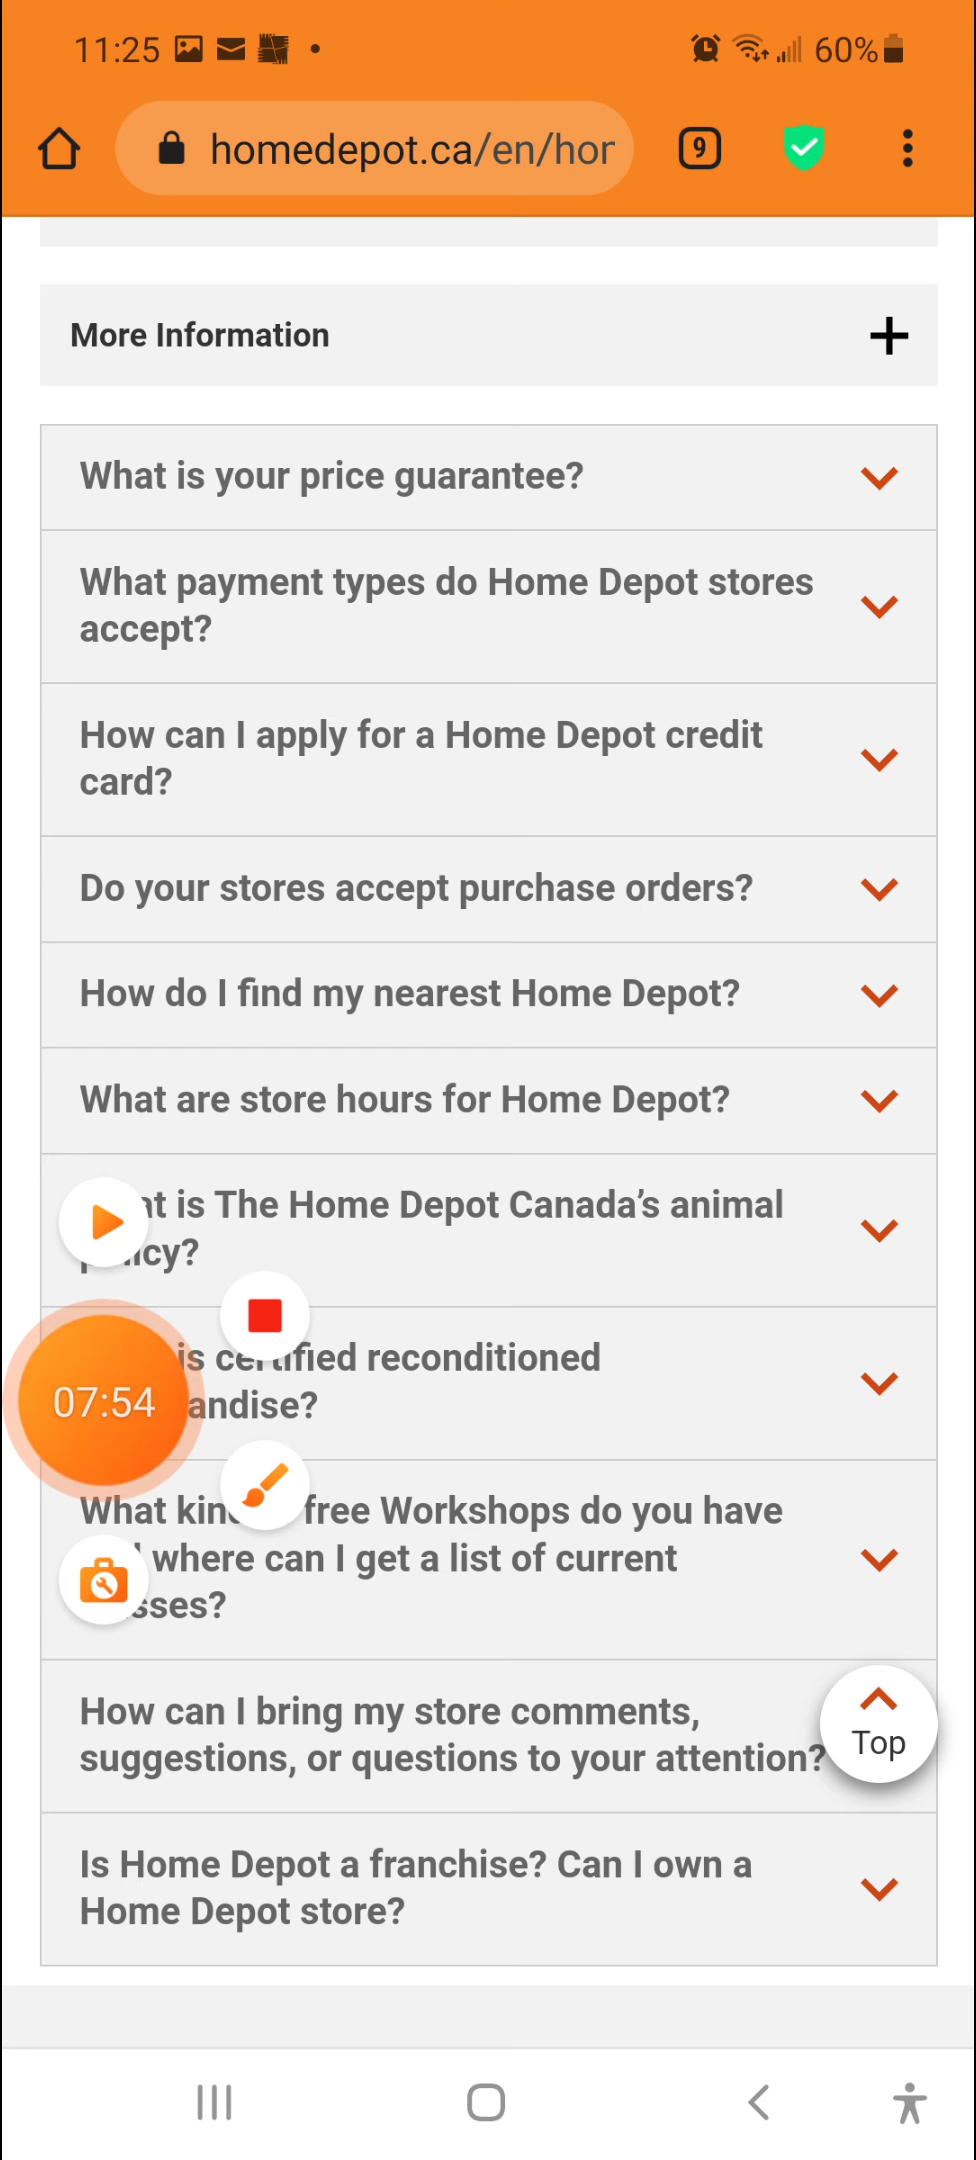 11:25
60%
homedepot.ca/en/hor
9
More Information
What is your price guarantee?
What payment types do Home Depot stores
accept?
How can I apply for a Home Depot credit
card?
Do your stores accept purchase orders?
How do I find my nearest Home Depot?
What are store hours for Home Depot?
at is The Home Depot Canada's animal
icy?
is certified reconditioned
andise?
07:54
What kin free Workshops do you have
where can I get a list of current
sses?
How can I bring my store comments,
suggestions, or questions to your attention?
Top
Is Home Depot a franchise? Can I own a
Home Depot store?